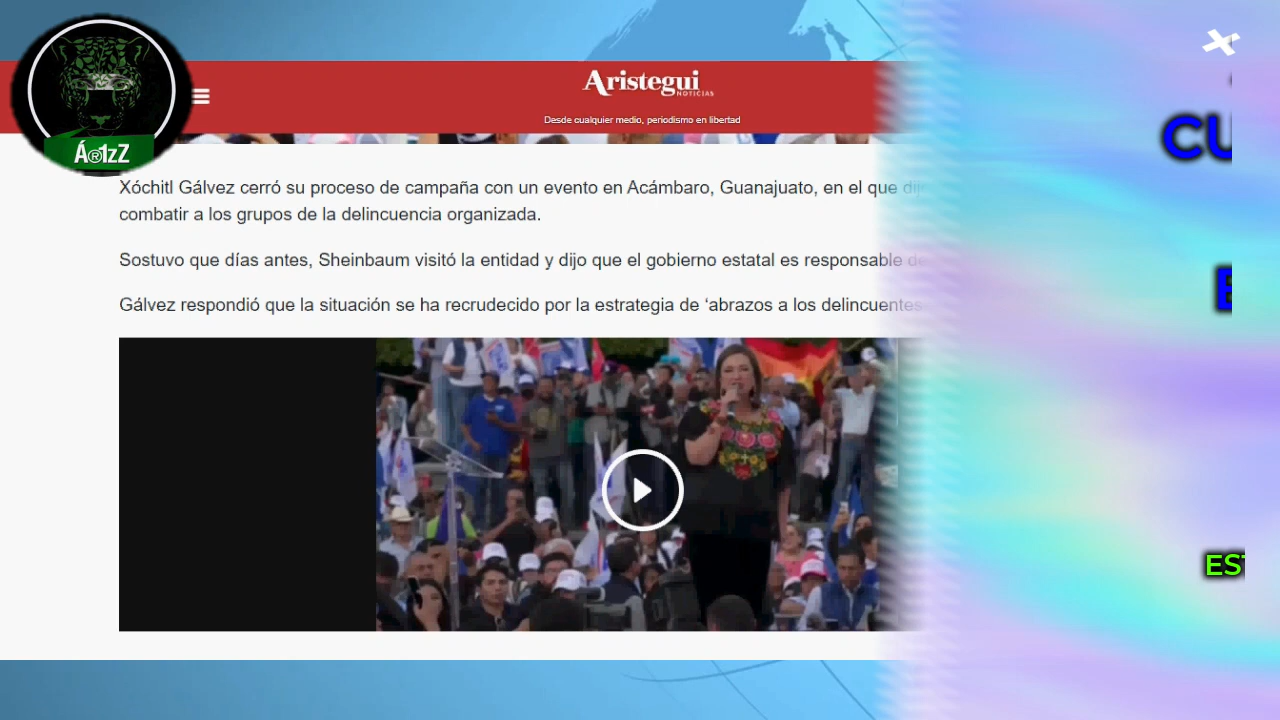 Aristegui
NOTICIAS
Desde cualquier medio, periodismo en libertad
Á®1zZ
CU
Xóchitl Gálvez cerró su proceso de campaña con un evento en Acámbaro, Guanajuato, en el que
combatir a los grupos de la delincuencia organizada.
Sostuvo que días antes, Sheinbaum visitó la entidad y dijo que el gobierno estatal es responsable de
Gálvez respondió que la situación se ha recrudecido por la estrategia de ‘abrazos a los delincuentes
EST